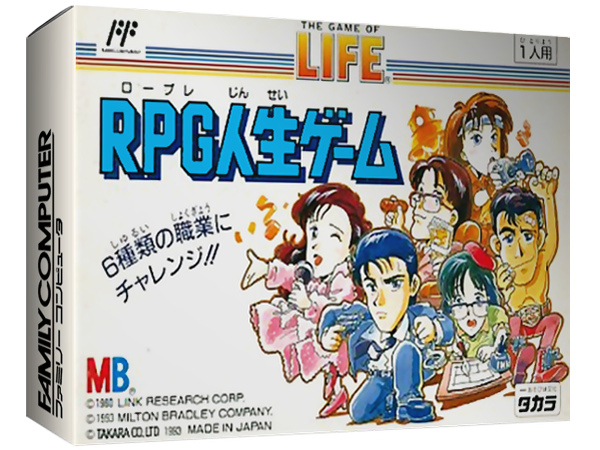 FAMILY COMPUTER
ファミリー コンピュータ
FF
THE GAME OF
LIFE
ひとりよう
1人用
ロープレ じん せい
RPG人生ゲーム
しゅるい しょくぎょう
6種類の職業に
チャレンジ!!
MB
©1960 LINK RESEARCH CORP.
©1993 MILTON BRADLEY COMPANY.
©TAKARA CO.,LTD 1993 MADE IN JAPAN
タカラ